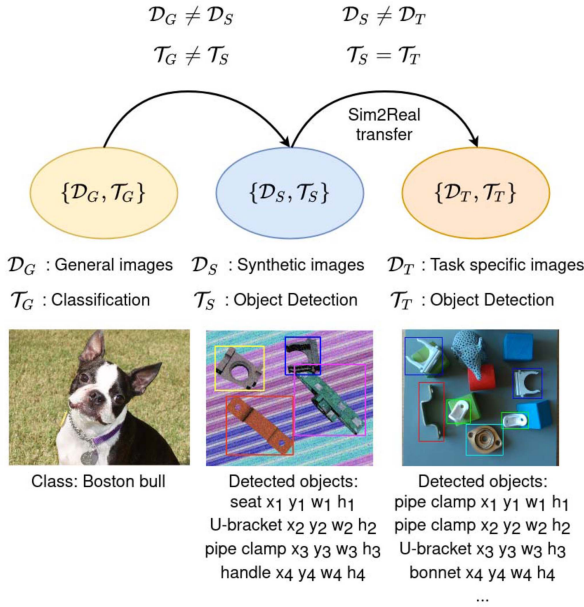 𝒟_G ≠ 𝒟_S
𝒟_S ≠ 𝒟_T
𝒯_G ≠ 𝒯_S
𝒯_S = 𝒯_T
Sim2Real
transfer
{𝒟_G, 𝒯_G}
{𝒟_S, 𝒯_S}
{𝒟_T, 𝒯_T}
𝒟_G : General images
𝒟_S : Synthetic images
𝒟_T : Task specific images
𝒯_G : Classification
𝒯_S : Object Detection
𝒯_T : Object Detection
Class: Boston bull
Detected objects:
seat x1 y1 w1 h1
U-bracket x2 y2 w2 h2
pipe clamp x3 y3 w3 h3
handle x4 y4 w4 h4
Detected objects:
pipe clamp x1 y1 w1 h1
pipe clamp x2 y2 w2 h2
U-bracket x3 y3 w3 h3
bonnet x4 y4 w4 h4
...